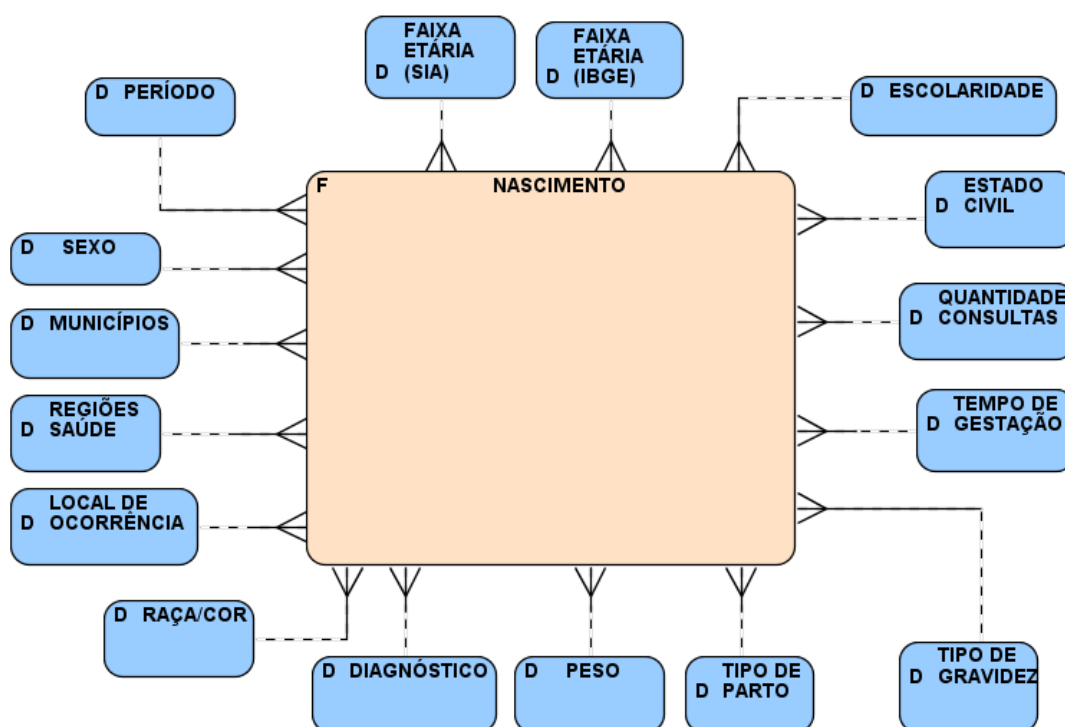 FAIXA
ETÁRIA
D (SIA)
FAIXA
ETÁRIA
D (IBGE)
D PERÍODO
D ESCOLARIDADE
F NASCIMENTO
ESTADO
D CIVIL
D SEXO
QUANTIDADE
D CONSULTAS
D MUNICÍPIOS
REGIÕES
D SAÚDE
TEMPO DE
D GESTAÇÃO
LOCAL DE
D OCORRÊNCIA
D RAÇA/COR
D DIAGNÓSTICO
D PESO
TIPO DE
D PARTO
TIPO DE
D GRAVIDEZ